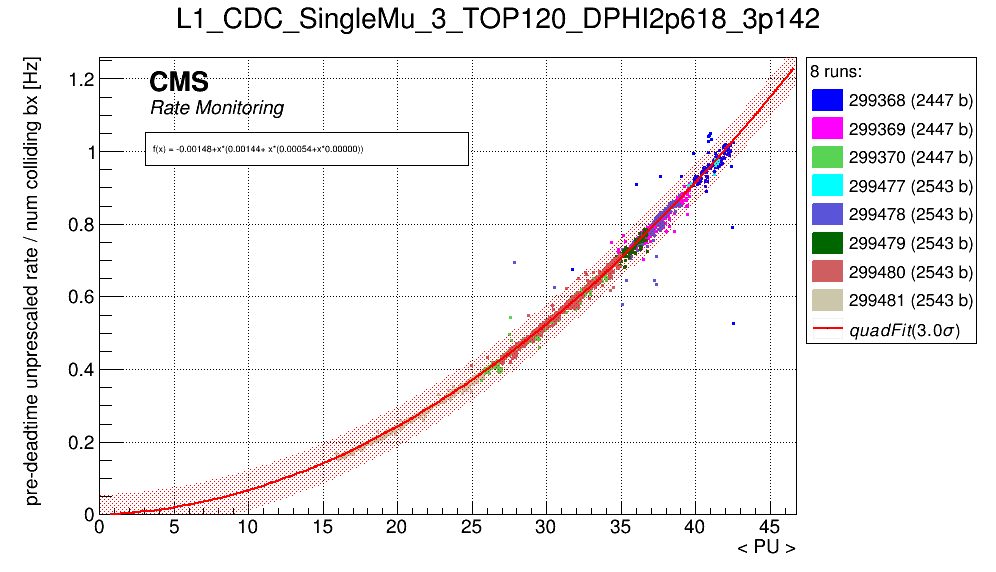 L1_CDC_SingleMu_3_TOP120_DPHI2p618_3p142
pre-deadtime unprescaled rate / num colliding bx [Hz]
CMS
Rate Monitoring
f(x) = -0.00148+x*(0.00144+ x*(0.00054+x*0.00000))
1.2
1
0.8
0.6
0.4
0.2
0
0 5 10 15 20 25 30 35 40 45
< PU >
8 runs:
299368 (2447 b)
299369 (2447 b)
299370 (2447 b)
299477 (2543 b)
299478 (2543 b)
299479 (2543 b)
299480 (2543 b)
299481 (2543 b)
quadFit(3.0σ)